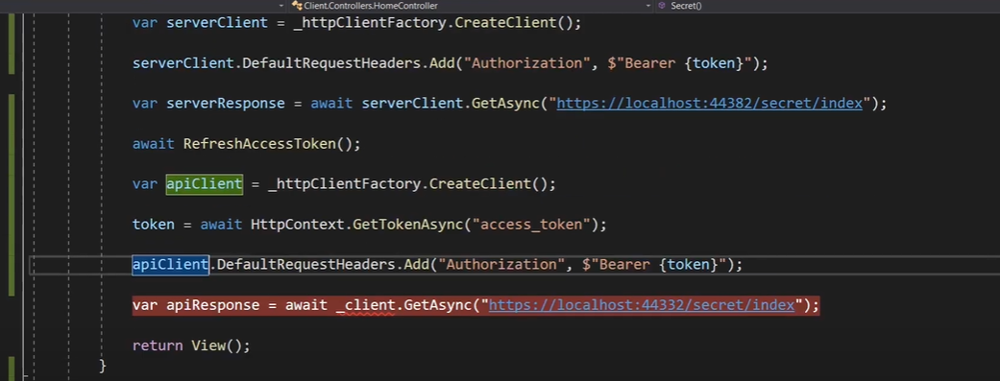 Client.Controllers.HomeController Secret()
var serverClient = _httpClientFactory.CreateClient();
serverClient.DefaultRequestHeaders.Add("Authorization", $"Bearer {token}");
var serverResponse = await serverClient.GetAsync("https://localhost:44382/secret/index");
await RefreshAccessToken();
var apiClient = _httpClientFactory.CreateClient();
token = await HttpContext.GetTokenAsync("access_token");
apiClient.DefaultRequestHeaders.Add("Authorization", $"Bearer {token}");
var apiResponse = await _client.GetAsync("https://localhost:44332/secret/index");
return View();
}